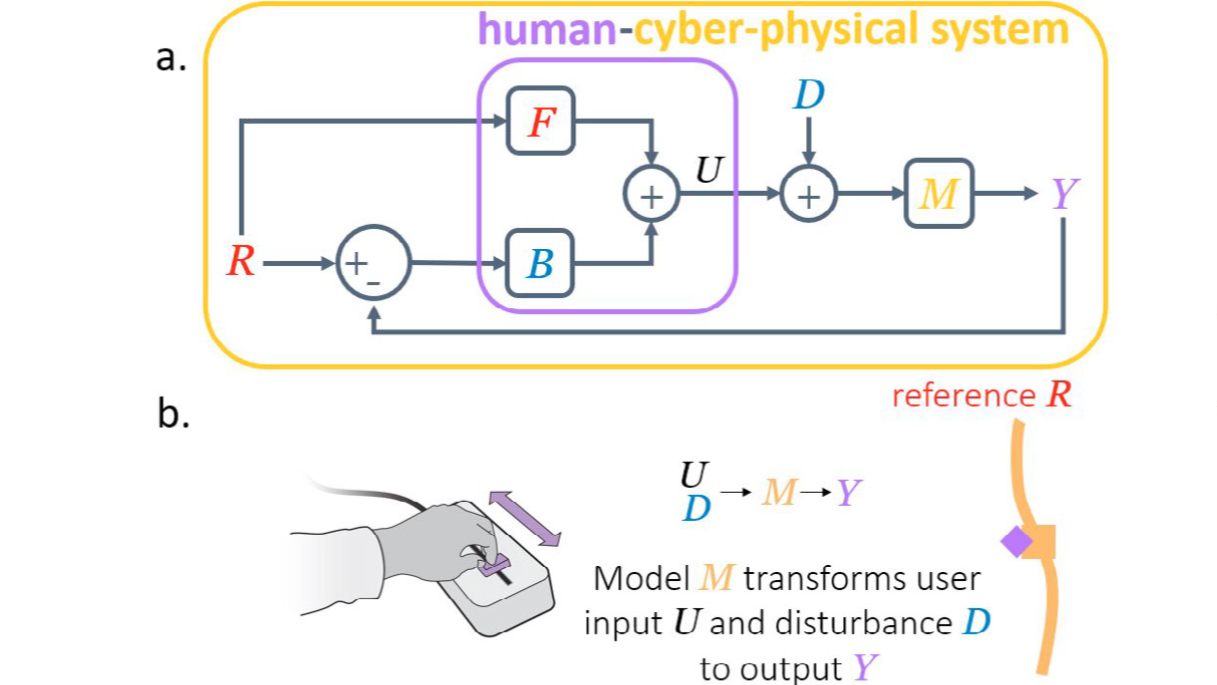 human-cyber-physical system
a.
F
D
+
U
+
M
Y
R
+
-
B
b.
reference R
U
D → M → Y
Model M transforms user
input U and disturbance D
to output Y